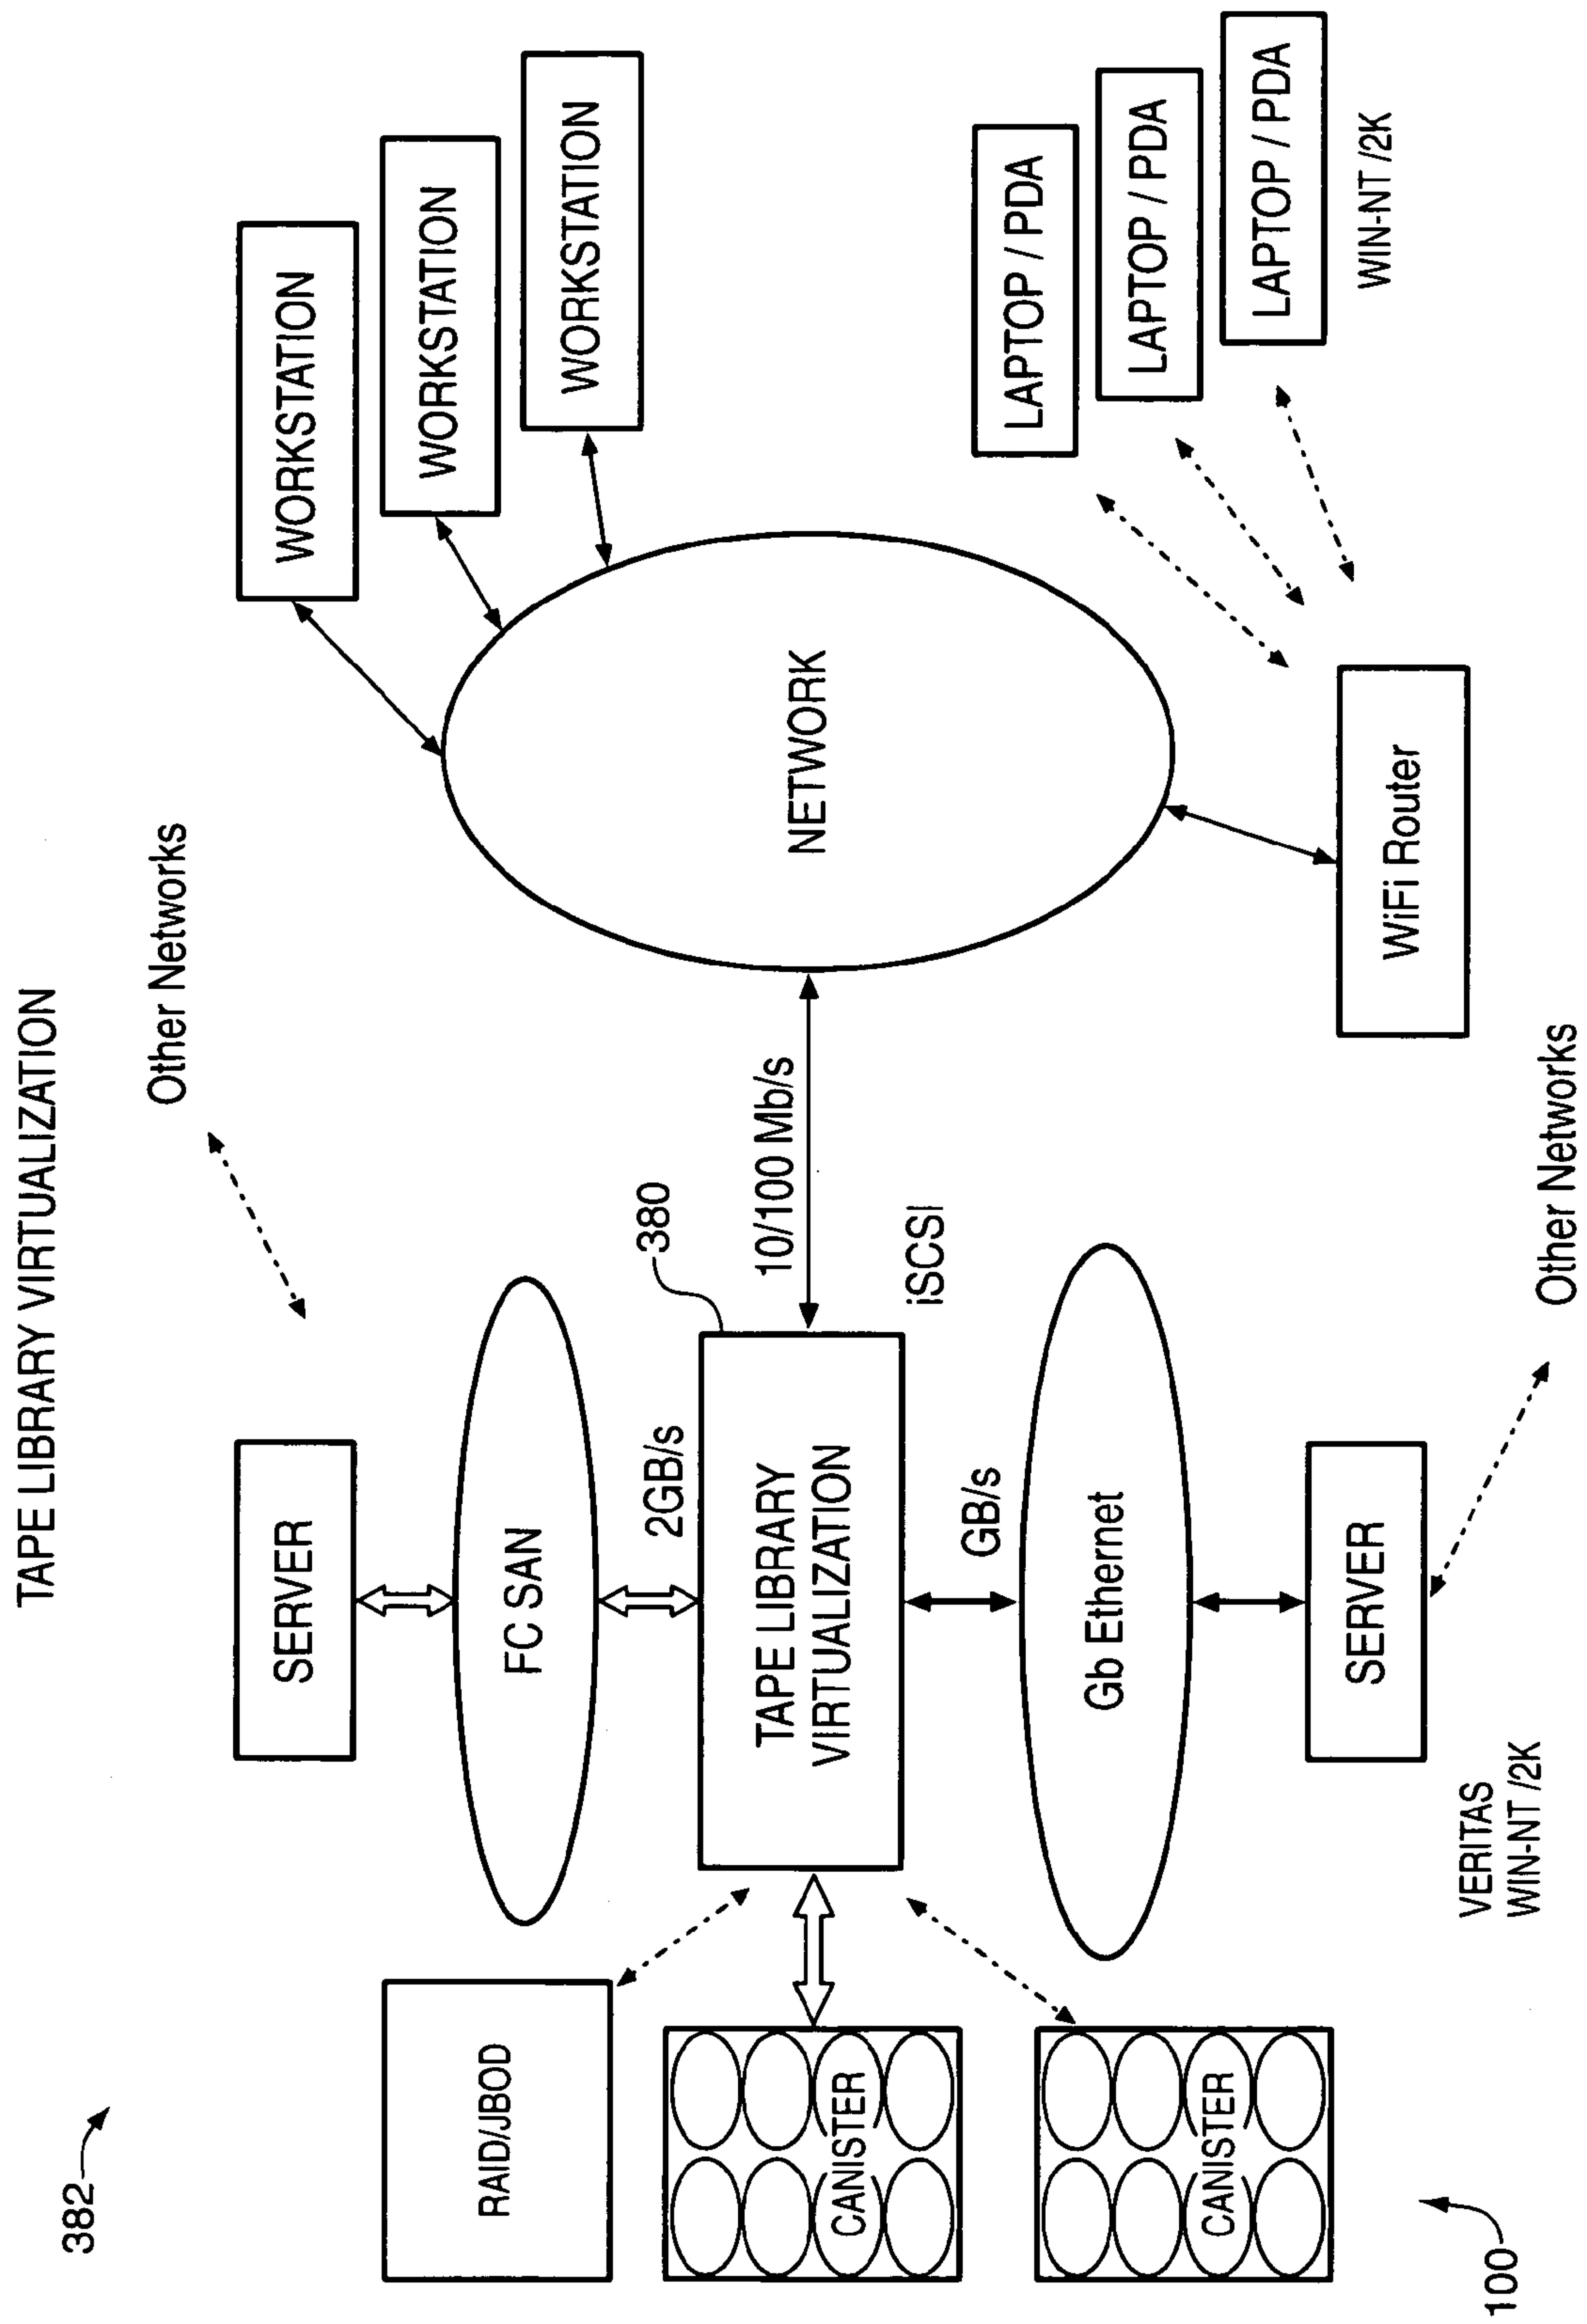 TAPE LIBRARY VIRTUALIZATION
382
Other Networks
SERVER
WORKSTATION
WORKSTATION
WORKSTATION
FC SAN
RAID/JBOD
2GB/s
380
TAPE LIBRARY
VIRTUALIZATION
10/100 Mb/s
NETWORK
CANISTER
iSCSI
GB/s
Gb Ethernet
LAPTOP / PDA
LAPTOP / PDA
LAPTOP / PDA
WIN-NT /2K
CANISTER
SERVER
WiFi Router
VERITAS
WIN-NT /2K
100
Other Networks